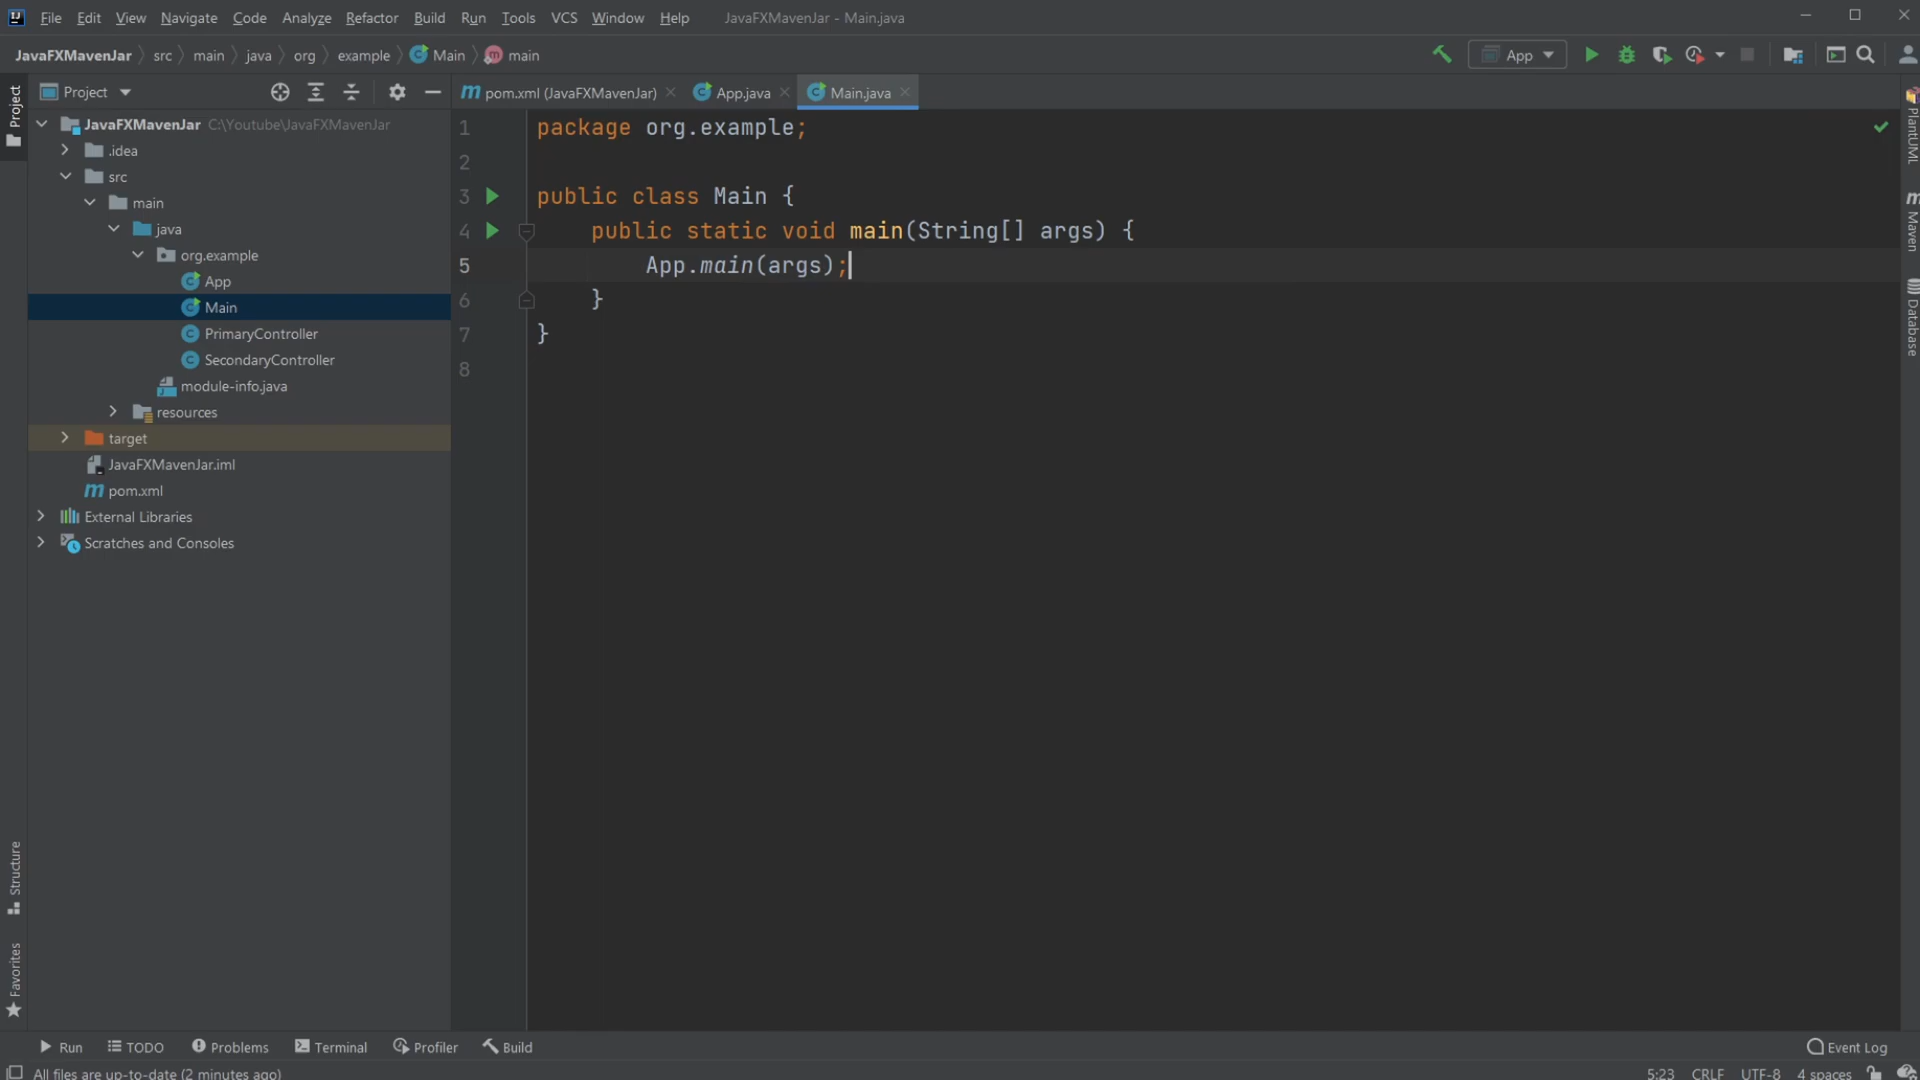 File Edit View Navigate Code Analyze Refactor Build Run Tools VCS Window Help JavaFXMavenJar - Main.java
JavaFXMavenJar src main java org example Main main App
Project pom.xml (JavaFXMavenJar) App.java Main.java
Project
JavaFXMavenJar C:\Youtube\JavaFXMavenJar
.idea
src
main
java
org.example
App
Main
PrimaryController
SecondaryController
module-info.java
resources
target
JavaFXMavenJar.iml
pom.xml
External Libraries
Scratches and Consoles
1 package org.example;
2
3 public class Main {
4 public static void main(String[] args) {
5 App.main(args);
6 }
7 }
8
PlantUML
Maven
Database
Structure
Favorites
Run TODO Problems Terminal Profiler Build Event Log
All files are up-to-date (2 minutes ago) 5:23 CRLF UTF-8 4 spaces